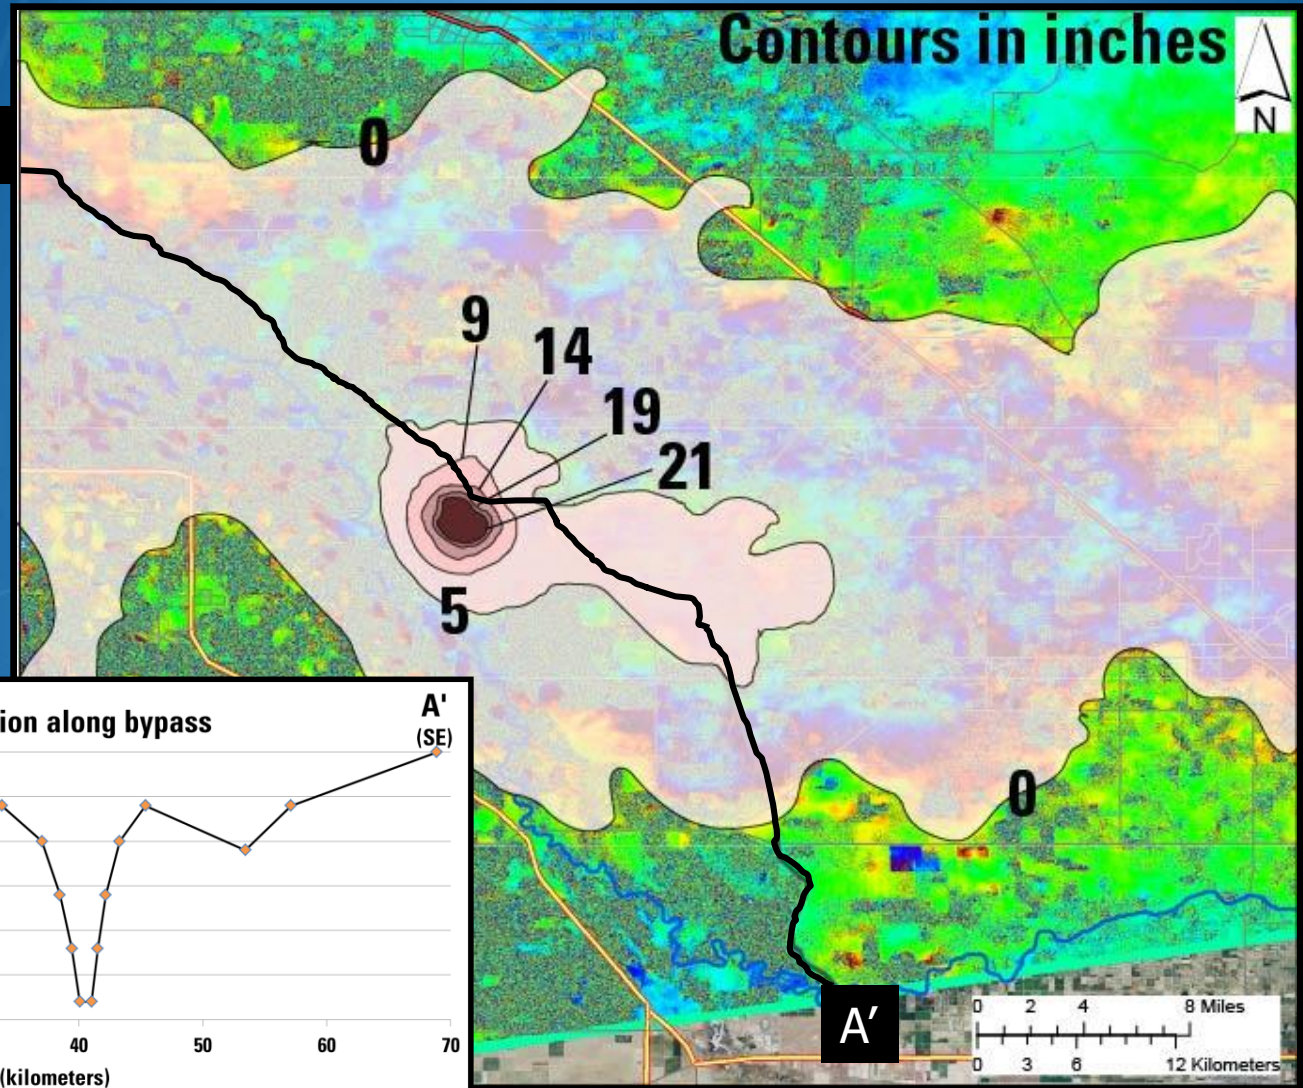 Contours in inches
N
0
9
14
19
21
5
0
ion along bypass
A'
(SE)
40 50 60 70
(kilometers)
A′
0 2 4 8 Miles
0 3 6 12 Kilometers